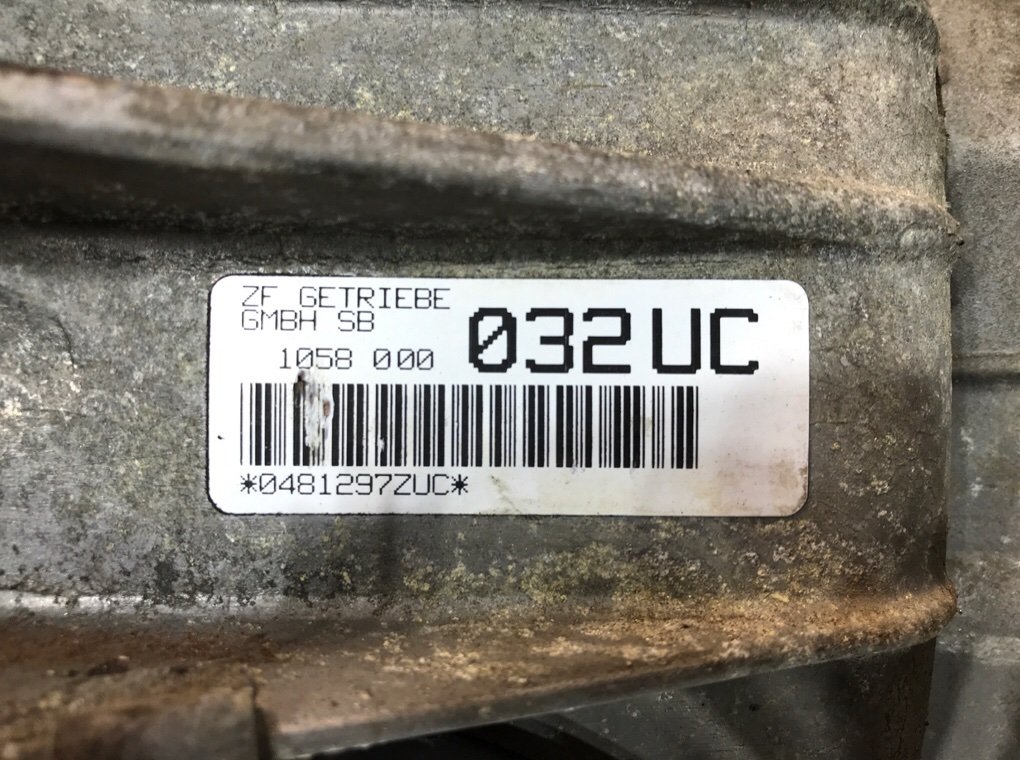 ZF GETRIEBE
GMBH SB
1058 000
032 UC
*0481297ZUC*